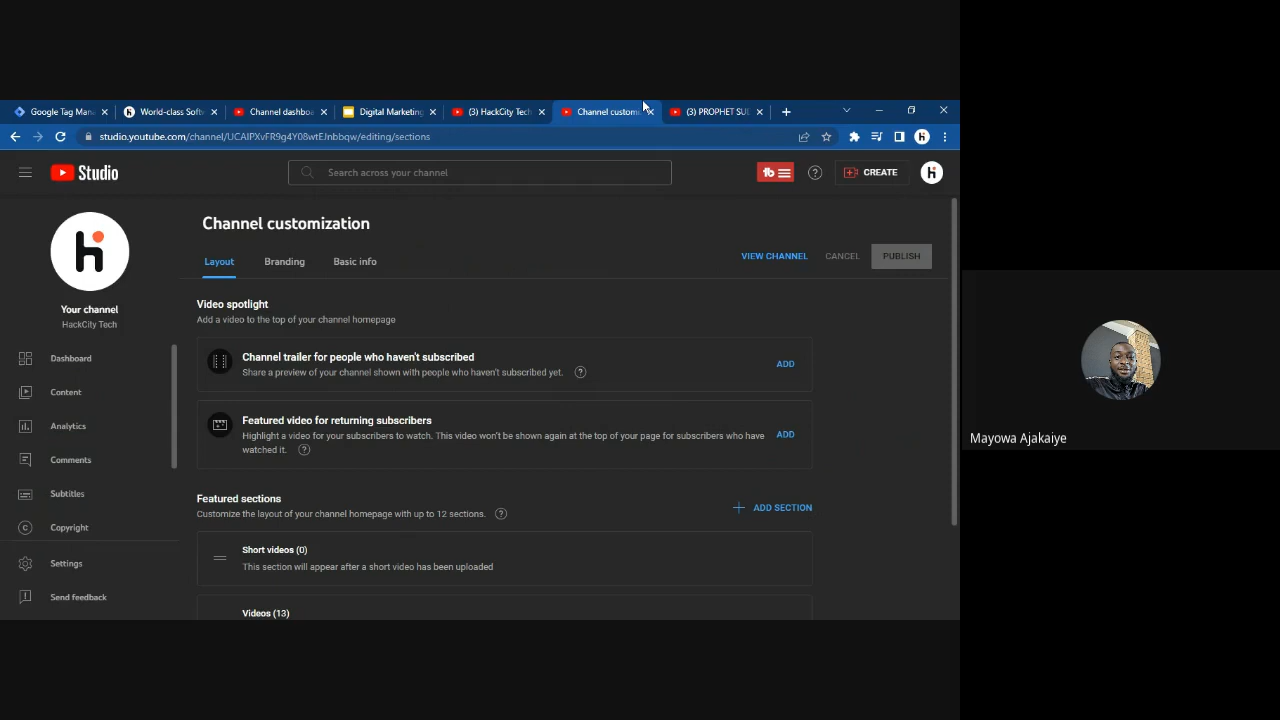 Google Tag Mana
World-class Softw
Channel dashboa
Digital Marketing
(3) HackCity Tech
Channel customi
(3) PROPHET SUD
studio.youtube.com/channel/UCAIPXvFR9g4Y08wtEJnbbqw/editing/sections
Studio
Search across your channel
CREATE
Channel customization
Layout
Branding
Basic info
VIEW CHANNEL
CANCEL
PUBLISH
Your channel
HackCity Tech
Dashboard
Content
Analytics
Comments
Subtitles
Copyright
Settings
Send feedback
Video spotlight
Add a video to the top of your channel homepage
Channel trailer for people who haven't subscribed
Share a preview of your channel shown with people who haven't subscribed yet.
ADD
Featured video for returning subscribers
Highlight a video for your subscribers to watch. This video won't be shown again at the top of your page for subscribers who have
watched it.
ADD
Featured sections
Customize the layout of your channel homepage with up to 12 sections.
ADD SECTION
Short videos (0)
This section will appear after a short video has been uploaded
Videos (13)
Mayowa Ajakaiye